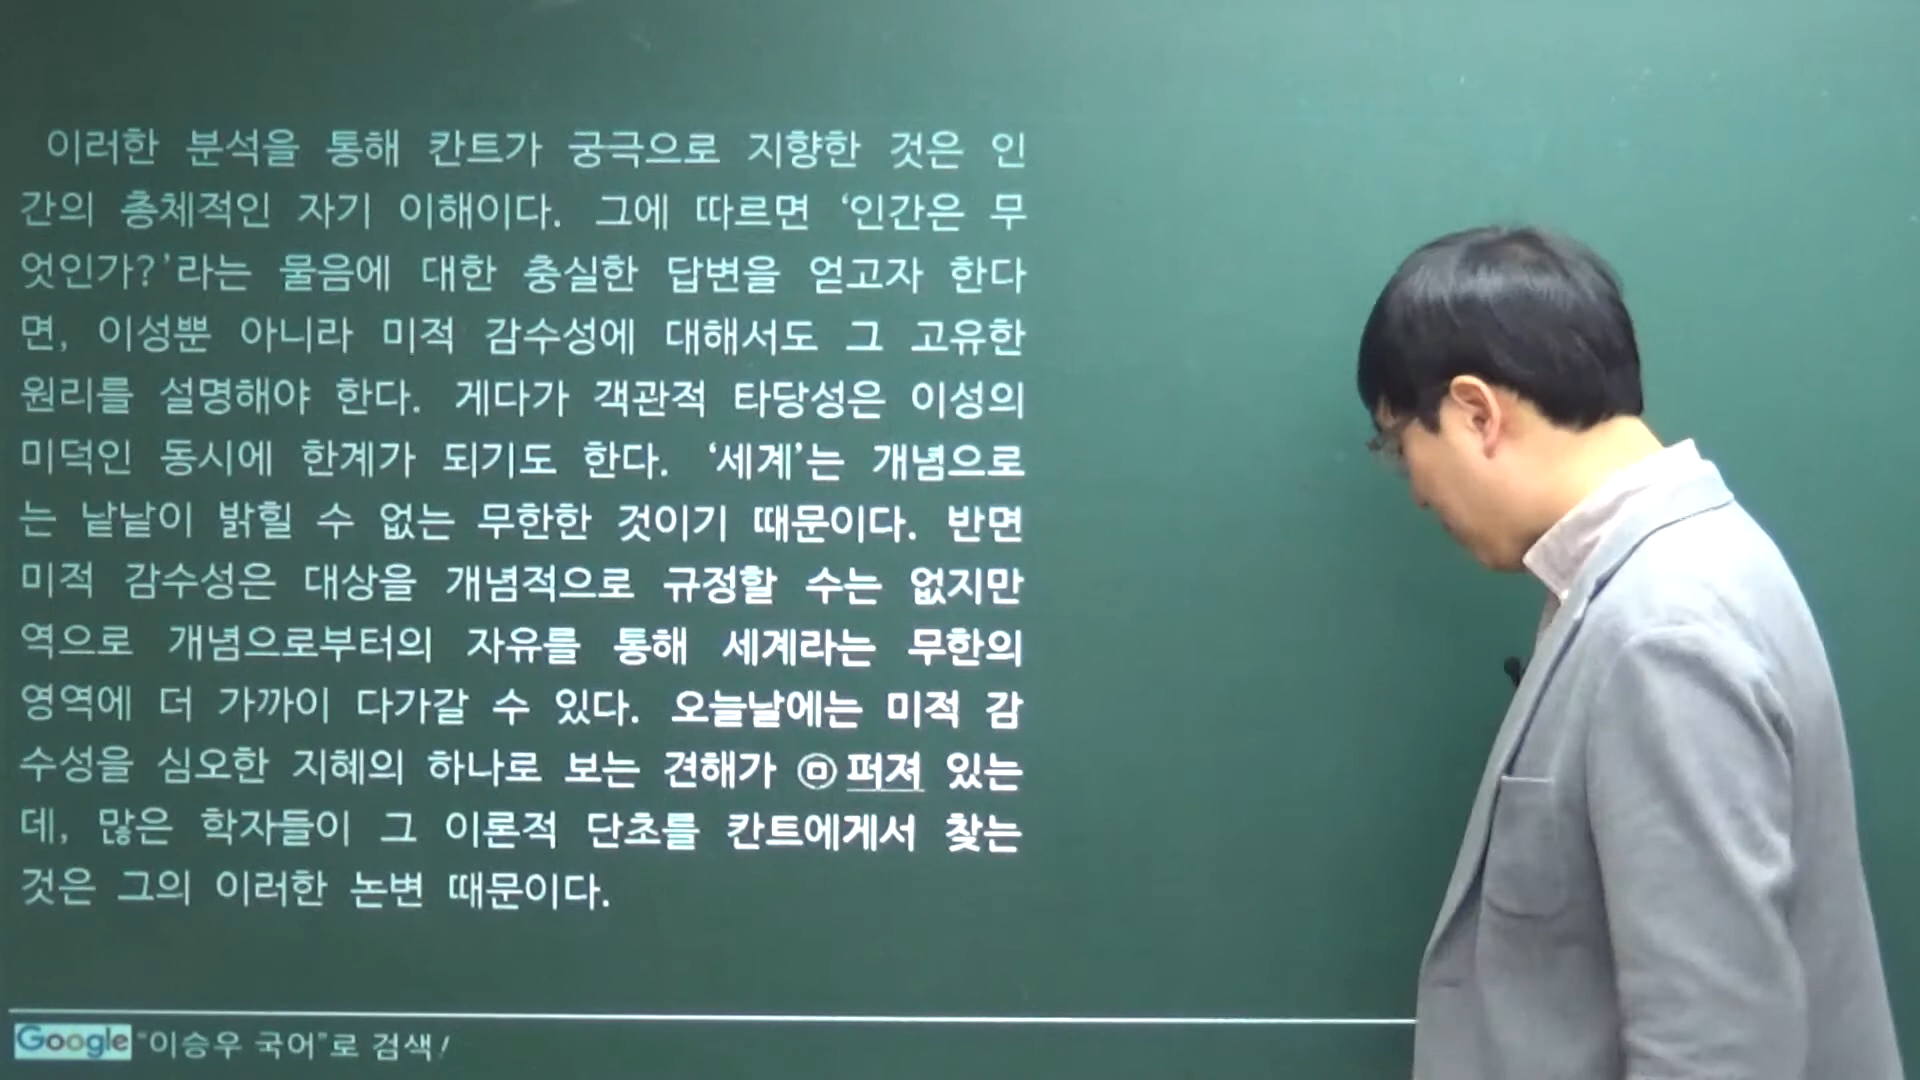 이러한 분석을 통해 칸트가 궁극으로 지향한 것은 인
간의 총체적인 자기 이해이다. 그에 따르면 ‘인간은 무
엇인가?’라는 물음에 대한 충실한 답변을 얻고자 한다
면, 이성뿐 아니라 미적 감수성에 대해서도 그 고유한
원리를 설명해야 한다. 게다가 객관적 타당성은 이성의
미덕인 동시에 한계가 되기도 한다. ‘세계’는 개념으로
는 낱낱이 밝힐 수 없는 무한한 것이기 때문이다. 반면
미적 감수성은 대상을 개념적으로 규정할 수는 없지만
역으로 개념으로부터의 자유를 통해 세계라는 무한의
영역에 더 가까이 다가갈 수 있다. 오늘날에는 미적 감
수성을 심오한 지혜의 하나로 보는 견해가 ㉤퍼져 있는
데, 많은 학자들이 그 이론적 단초를 칸트에게서 찾는
것은 그의 이러한 논변 때문이다.
Google “이승우 국어”로 검색!